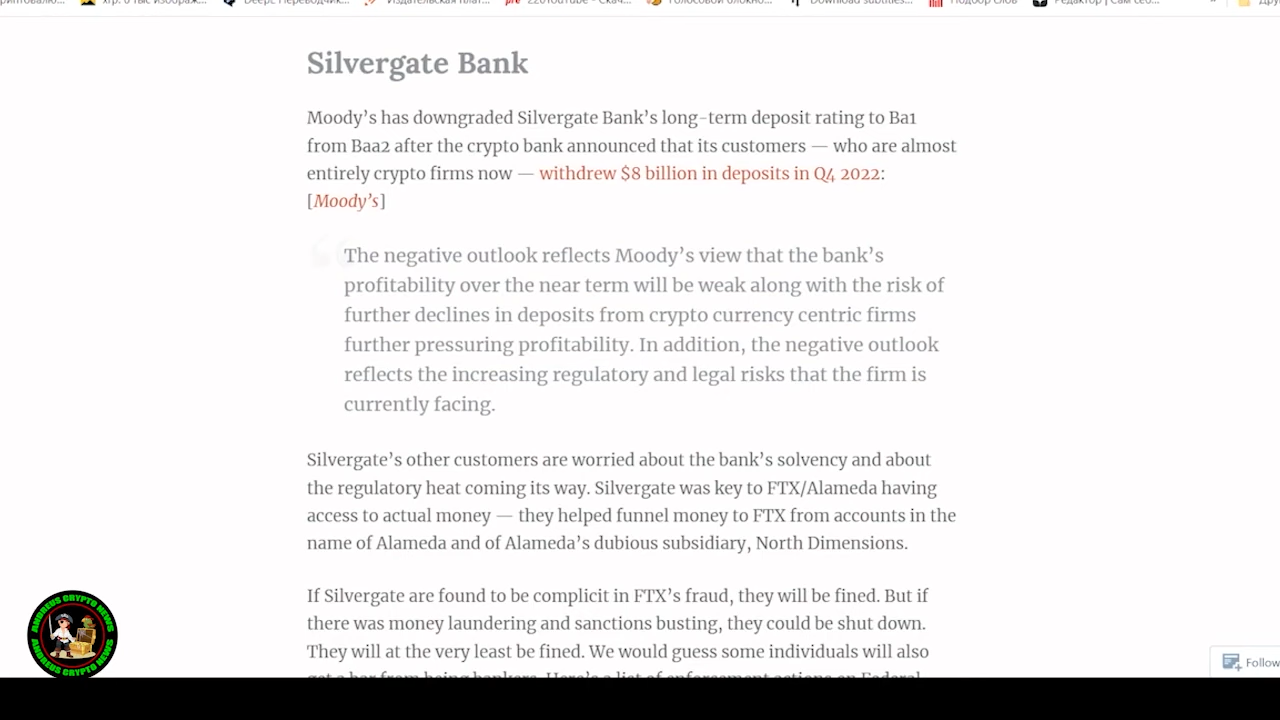 Silvergate Bank
Moody's has downgraded Silvergate Bank's long-term deposit rating to Ba1
from Baa2 after the crypto bank announced that its customers — who are almost
entirely crypto firms now — withdrew $8 billion in deposits in Q4 2022:
[Moody's]
The negative outlook reflects Moody's view that the bank's
profitability over the near term will be weak along with the risk of
further declines in deposits from crypto currency centric firms
further pressuring profitability. In addition, the negative outlook
reflects the increasing regulatory and legal risks that the firm is
currently facing.
Silvergate's other customers are worried about the bank's solvency and about
the regulatory heat coming its way. Silvergate was key to FTX/Alameda having
access to actual money — they helped funnel money to FTX from accounts in the
name of Alameda and of Alameda's dubious subsidiary, North Dimensions.
If Silvergate are found to be complicit in FTX's fraud, they will be fined. But if
there was money laundering and sanctions busting, they could be shut down.
They will at the very least be fined. We would guess some individuals will also
ANDREUS CRYPTO NEWS
ANDREUS CRYPTO NEWS
Follow